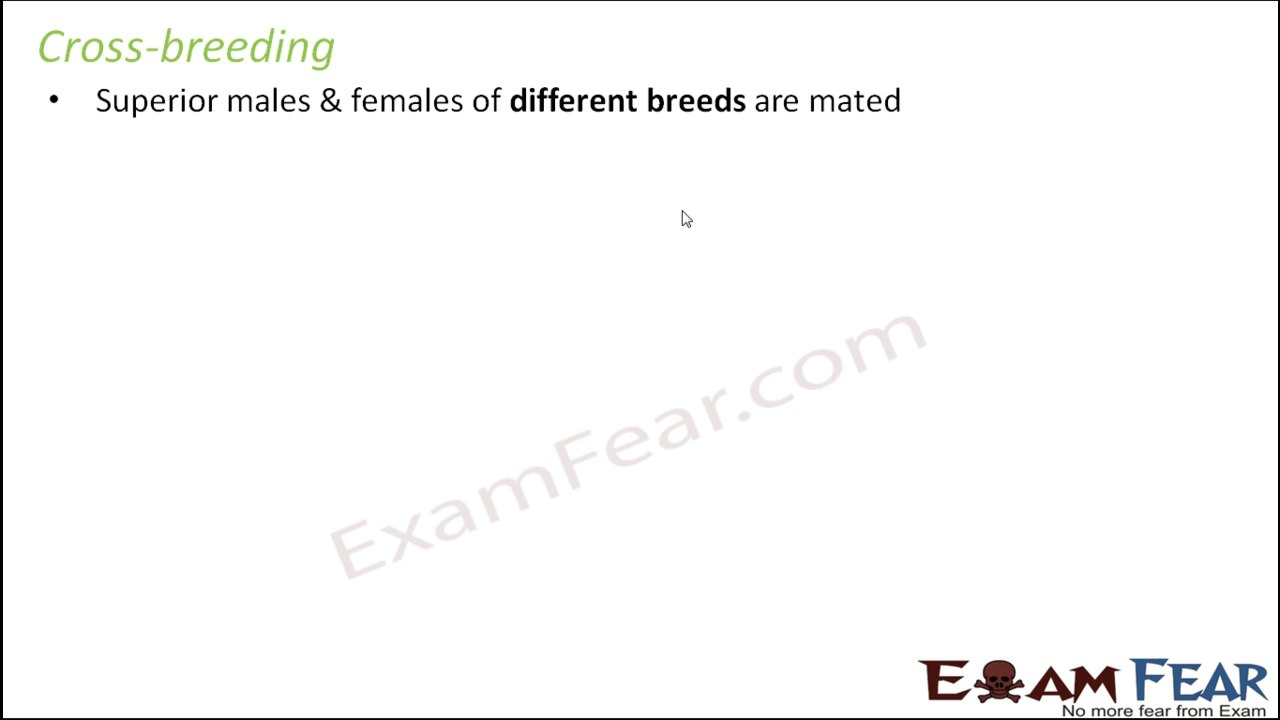 Cross-breeding
• Superior males & females of different breeds are mated
ExamFear.com
EXAM FEAR
No more fear from Exam